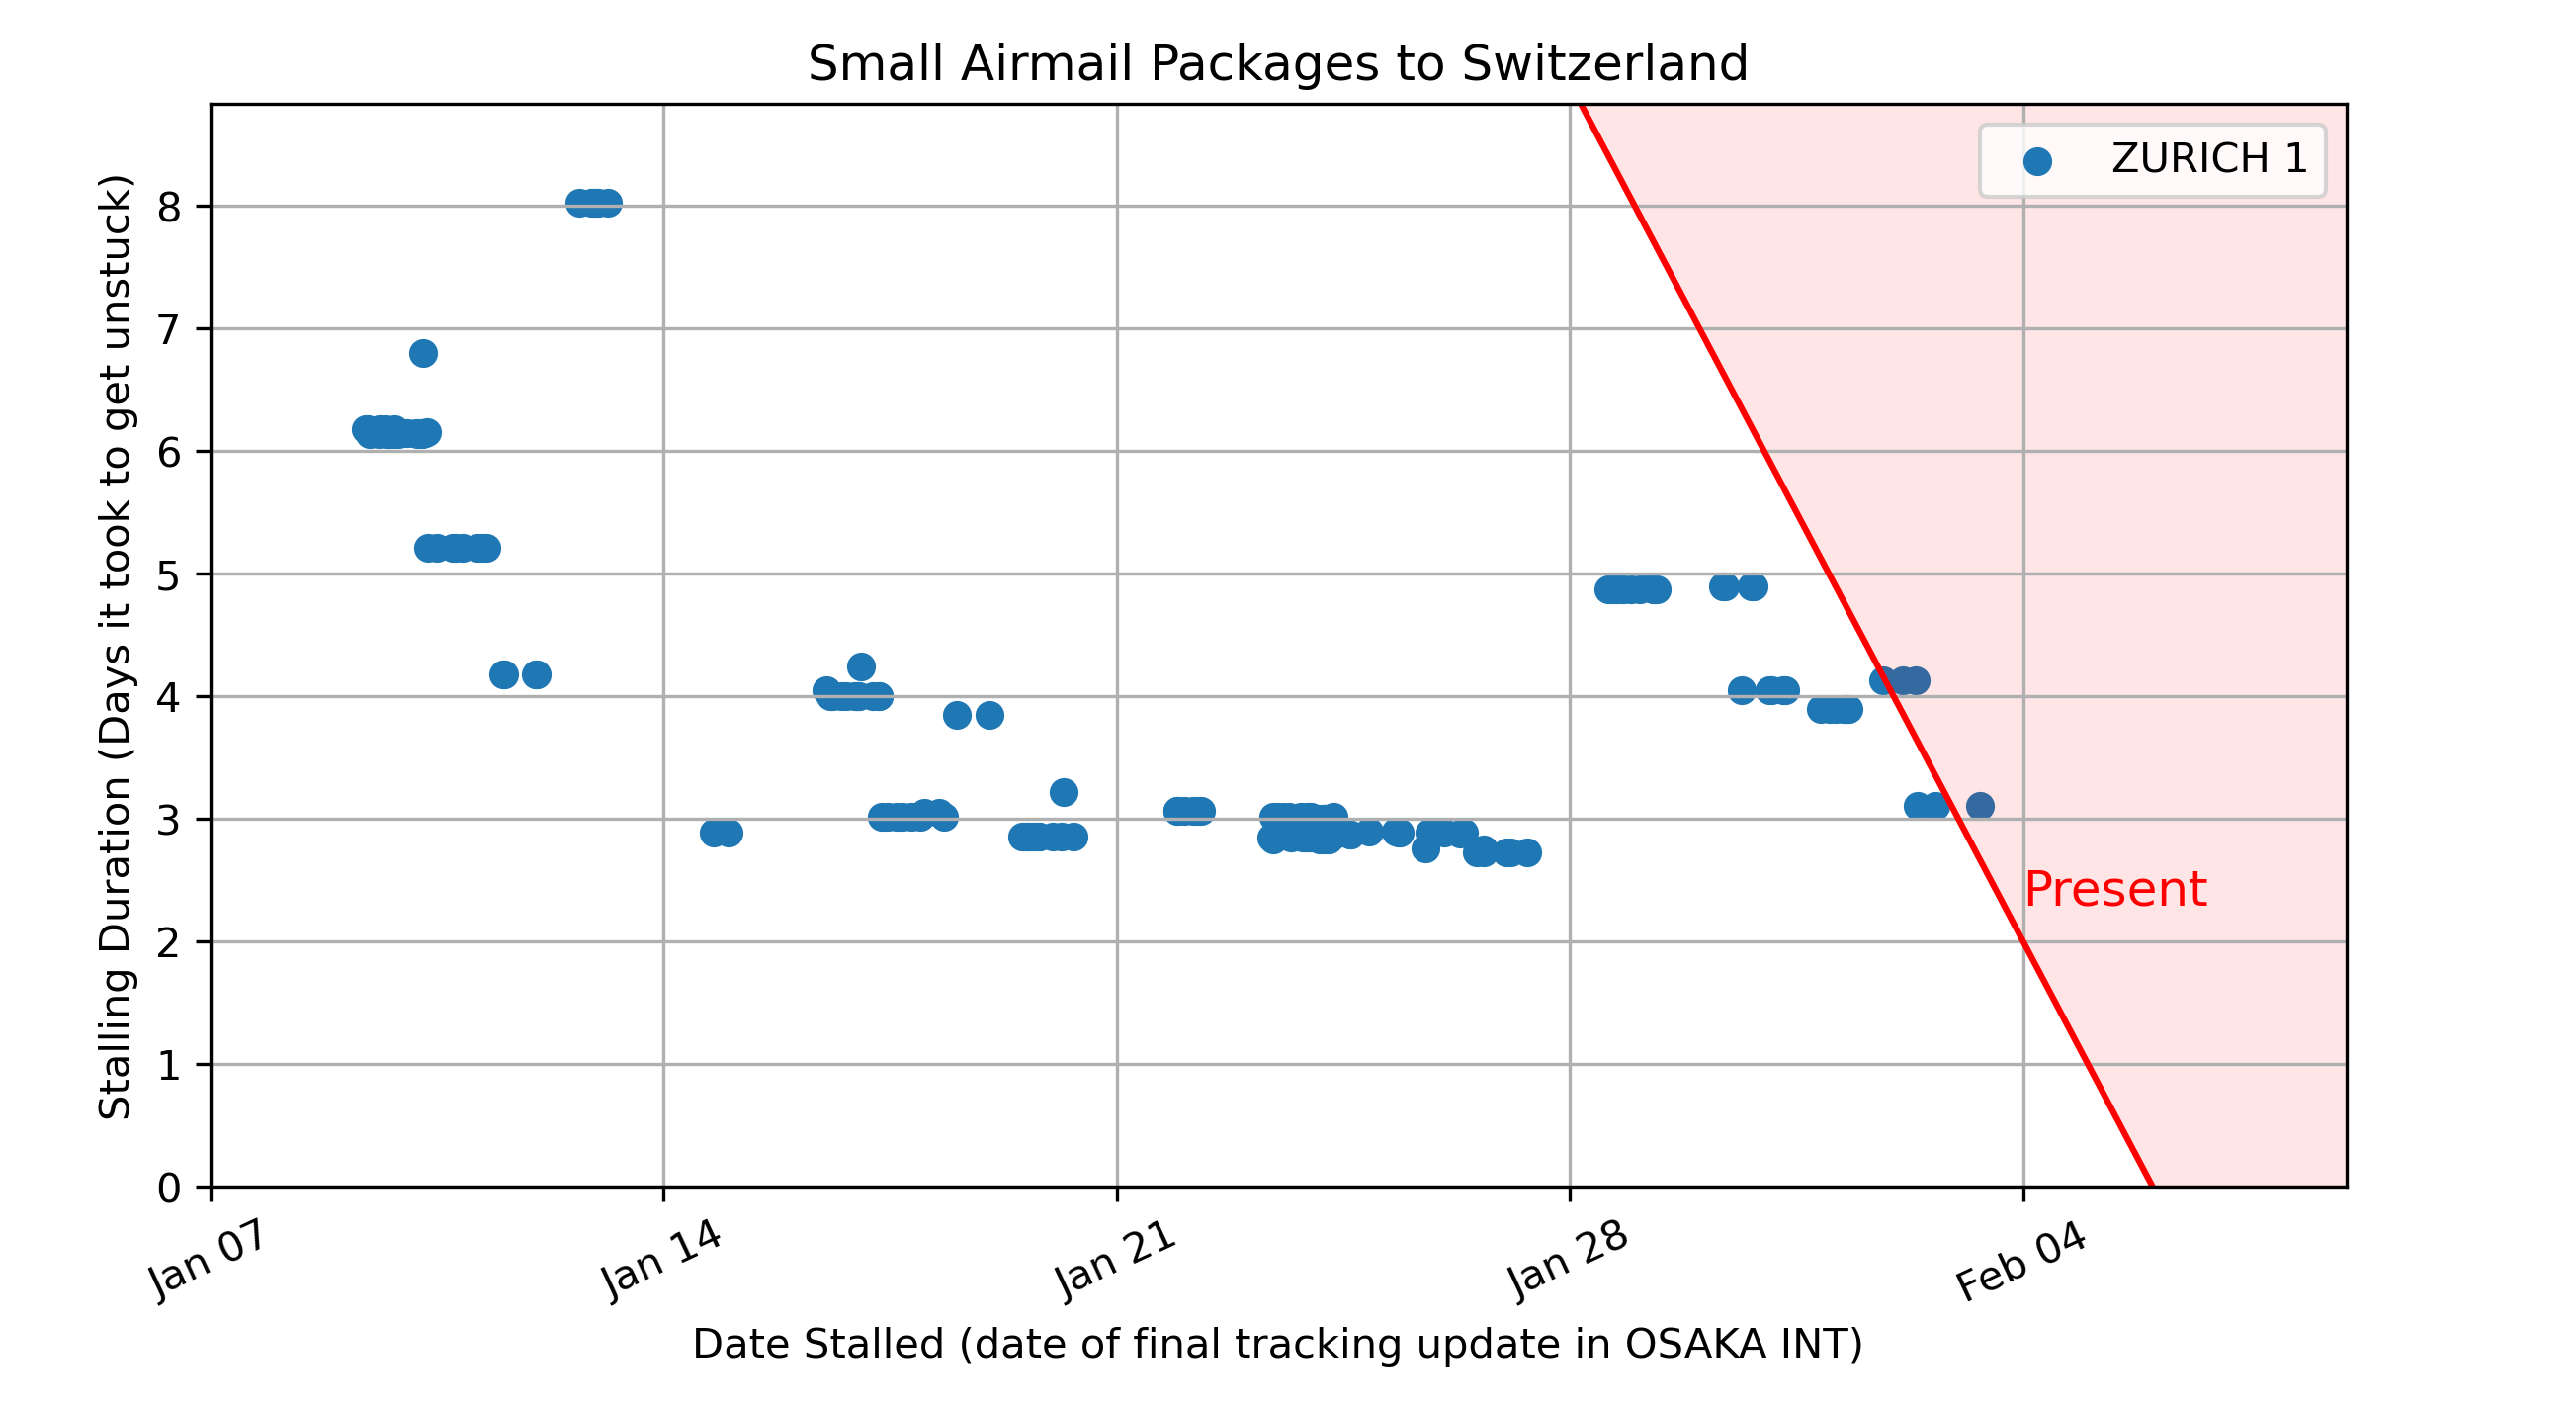 Small Airmail Packages to Switzerland
ZURICH 1
Stalling Duration (Days it took to get unstuck)
8
7
6
5
4
3
2
1
0
Present
Jan 07
Jan 14
Jan 21
Jan 28
Feb 04
Date Stalled (date of final tracking update in OSAKA INT)